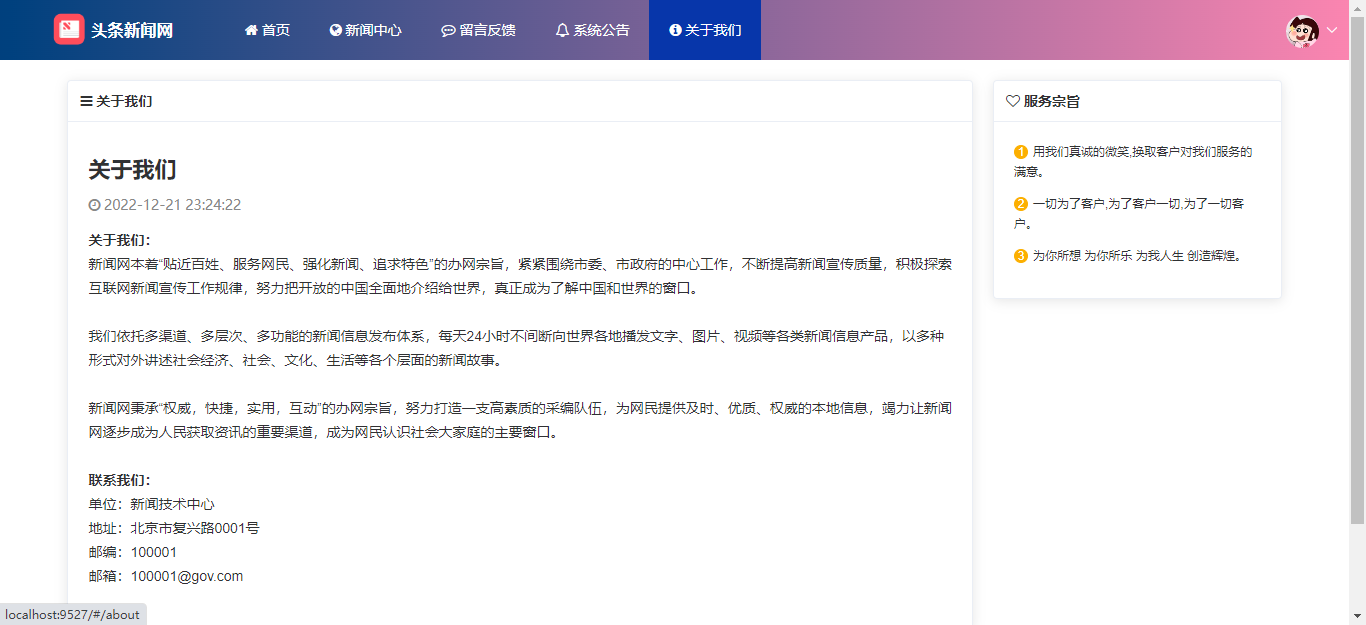 头条新闻网 首页 新闻中心 留言反馈 系统公告 关于我们
关于我们
关于我们
2022-12-21 23:24:22
关于我们：
新闻网本着“贴近百姓、服务网民、强化新闻、追求特色”的办网宗旨，紧紧围绕市委、市政府的中心工作，不断提高新闻宣传质量，积极探索
互联网新闻宣传工作规律，努力把开放的中国全面地介绍给世界，真正成为了解中国和世界的窗口。
我们依托多渠道、多层次、多功能的新闻信息发布体系，每天24小时不间断向世界各地播发文字、图片、视频等各类新闻信息产品，以多种
形式对外讲述社会经济、社会、文化、生活等各个层面的新闻故事。
新闻网秉承“权威，快捷，实用，互动”的办网宗旨，努力打造一支高素质的采编队伍，为网民提供及时、优质、权威的本地信息，竭力让新闻
网逐步成为人民获取资讯的重要渠道，成为网民认识社会大家庭的主要窗口。
联系我们：
单位：新闻技术中心
地址：北京市复兴路0001号
邮编：100001
邮箱：100001@gov.com
服务宗旨
1 用我们真诚的微笑,换取客户对我们服务的
满意。
2 一切为了客户,为了客户一切,为了一切客
户。
3 为你所想 为你所乐 为我人生 创造辉煌。
localhost:9527/#/about